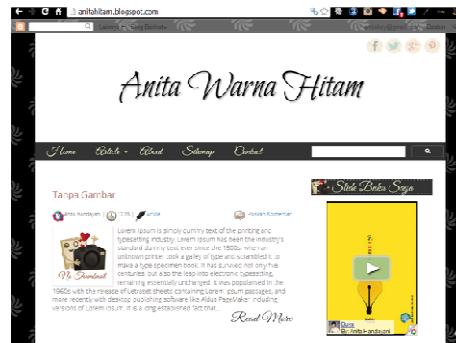 anitahitam.blogspot.com
Anita Warna Hitam
Home Article About Sitemap Contact
Slide Buku Saya
Tanpa Gambar
Anita Handayani
Lorem Ipsum is simply dummy text of the printing and
typesetting industry. Lorem Ipsum has been the industry's
standard dummy text ever since the 1500s, when an
unknown printer took a galley of type and scrambled it to
make a type specimen book. It has survived not only five
centuries, but also the leap into electronic typesetting,
remaining essentially unchanged. It was popularised in the
1960s with the release of Letraset sheets containing Lorem Ipsum passages, and
more recently with desktop publishing software like Aldus PageMaker including
versions of Lorem Ipsum. It is a long established fact that...
No Thumbnail
Read More
By: Anita Handayani